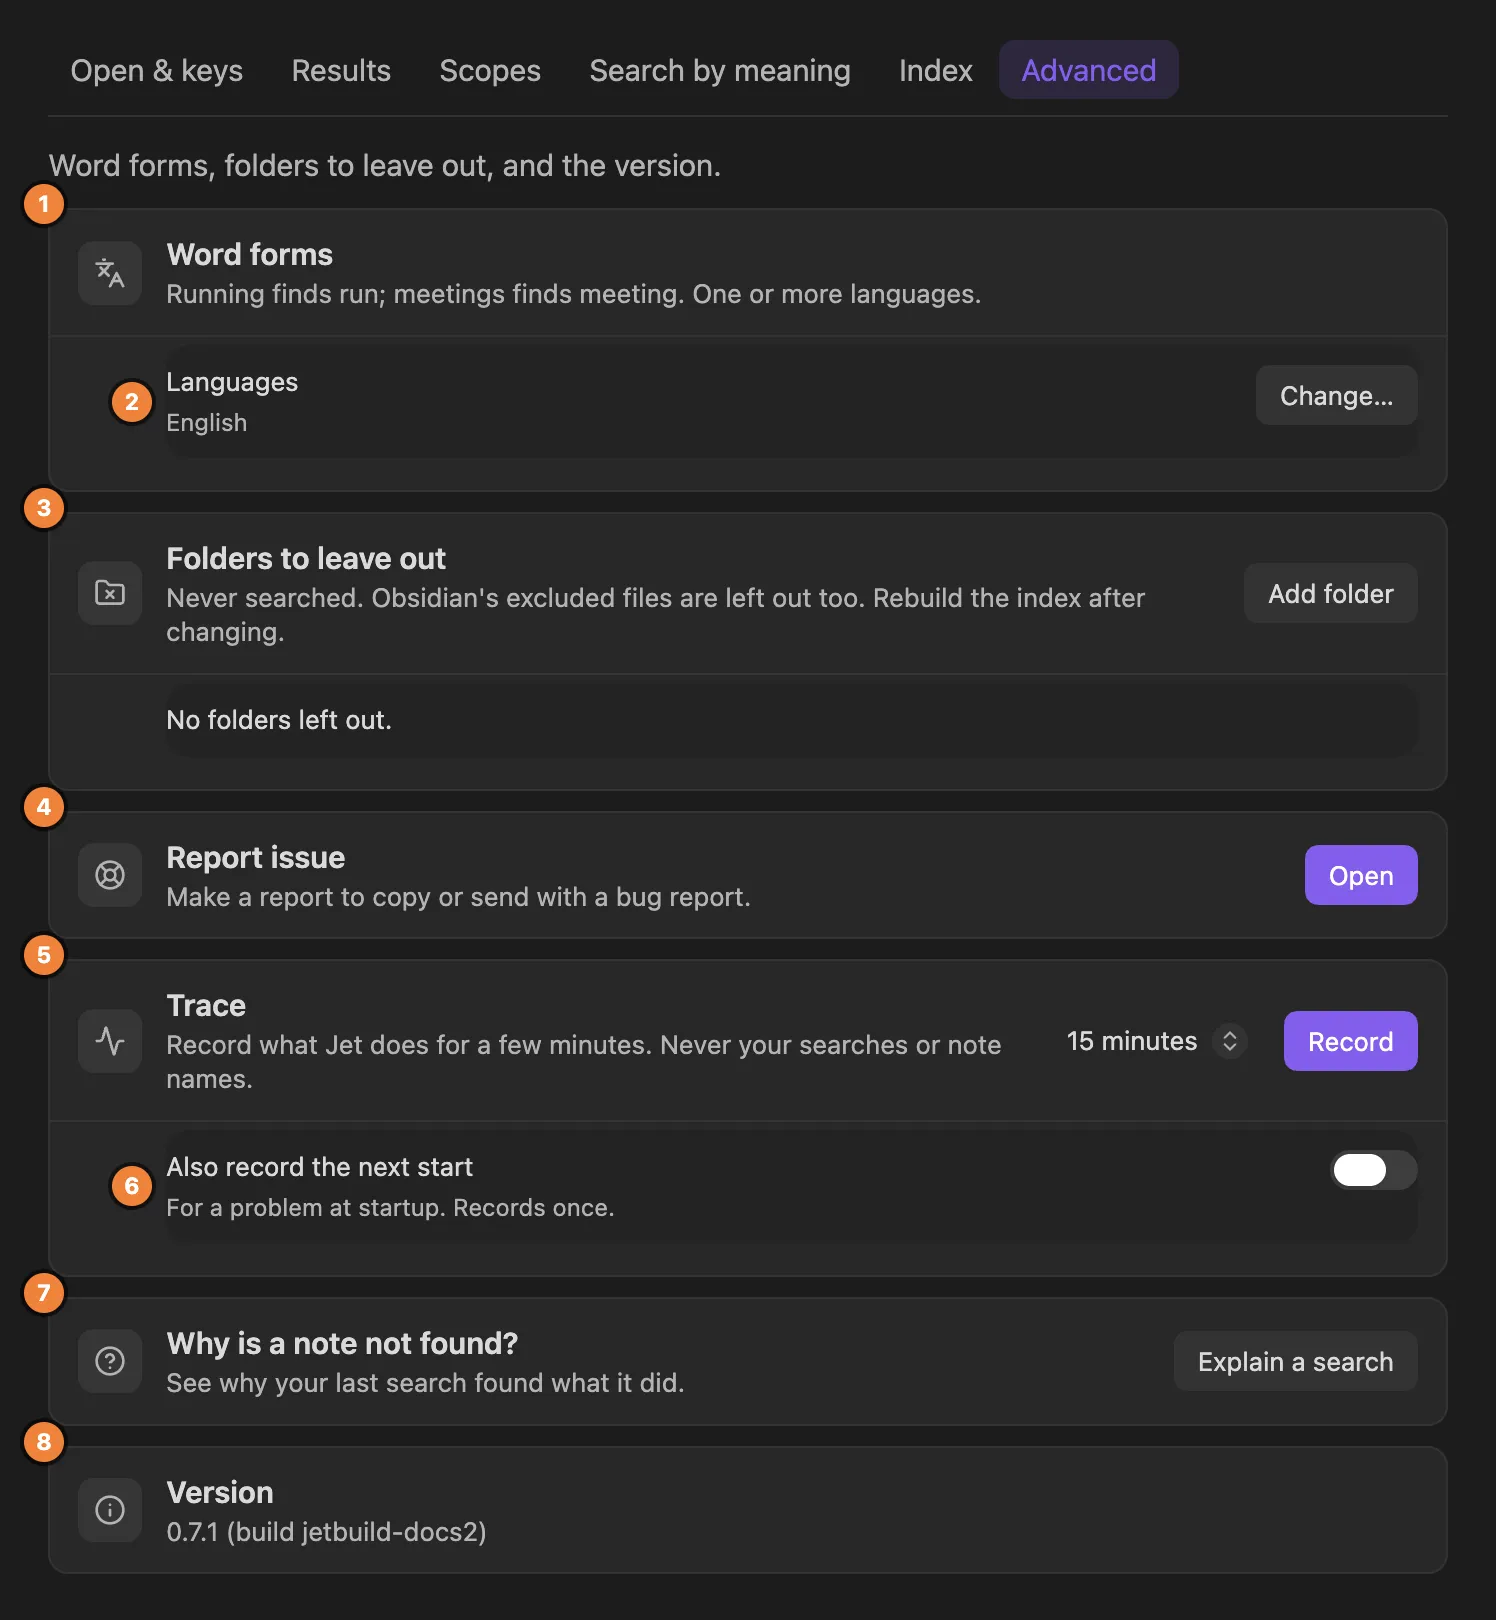 Open & keys Results Scopes Search by meaning Index Advanced
Word forms, folders to leave out, and the version.
1
Word forms
Running finds run; meetings finds meeting. One or more languages.
2
Languages
English
Change...
3
Folders to leave out
Never searched. Obsidian's excluded files are left out too. Rebuild the index after
changing.
Add folder
No folders left out.
4
Report issue
Make a report to copy or send with a bug report.
Open
5
Trace
Record what Jet does for a few minutes. Never your searches or note
names.
15 minutes
Record
6
Also record the next start
For a problem at startup. Records once.
7
Why is a note not found?
See why your last search found what it did.
Explain a search
8
Version
0.7.1 (build jetbuild-docs2)